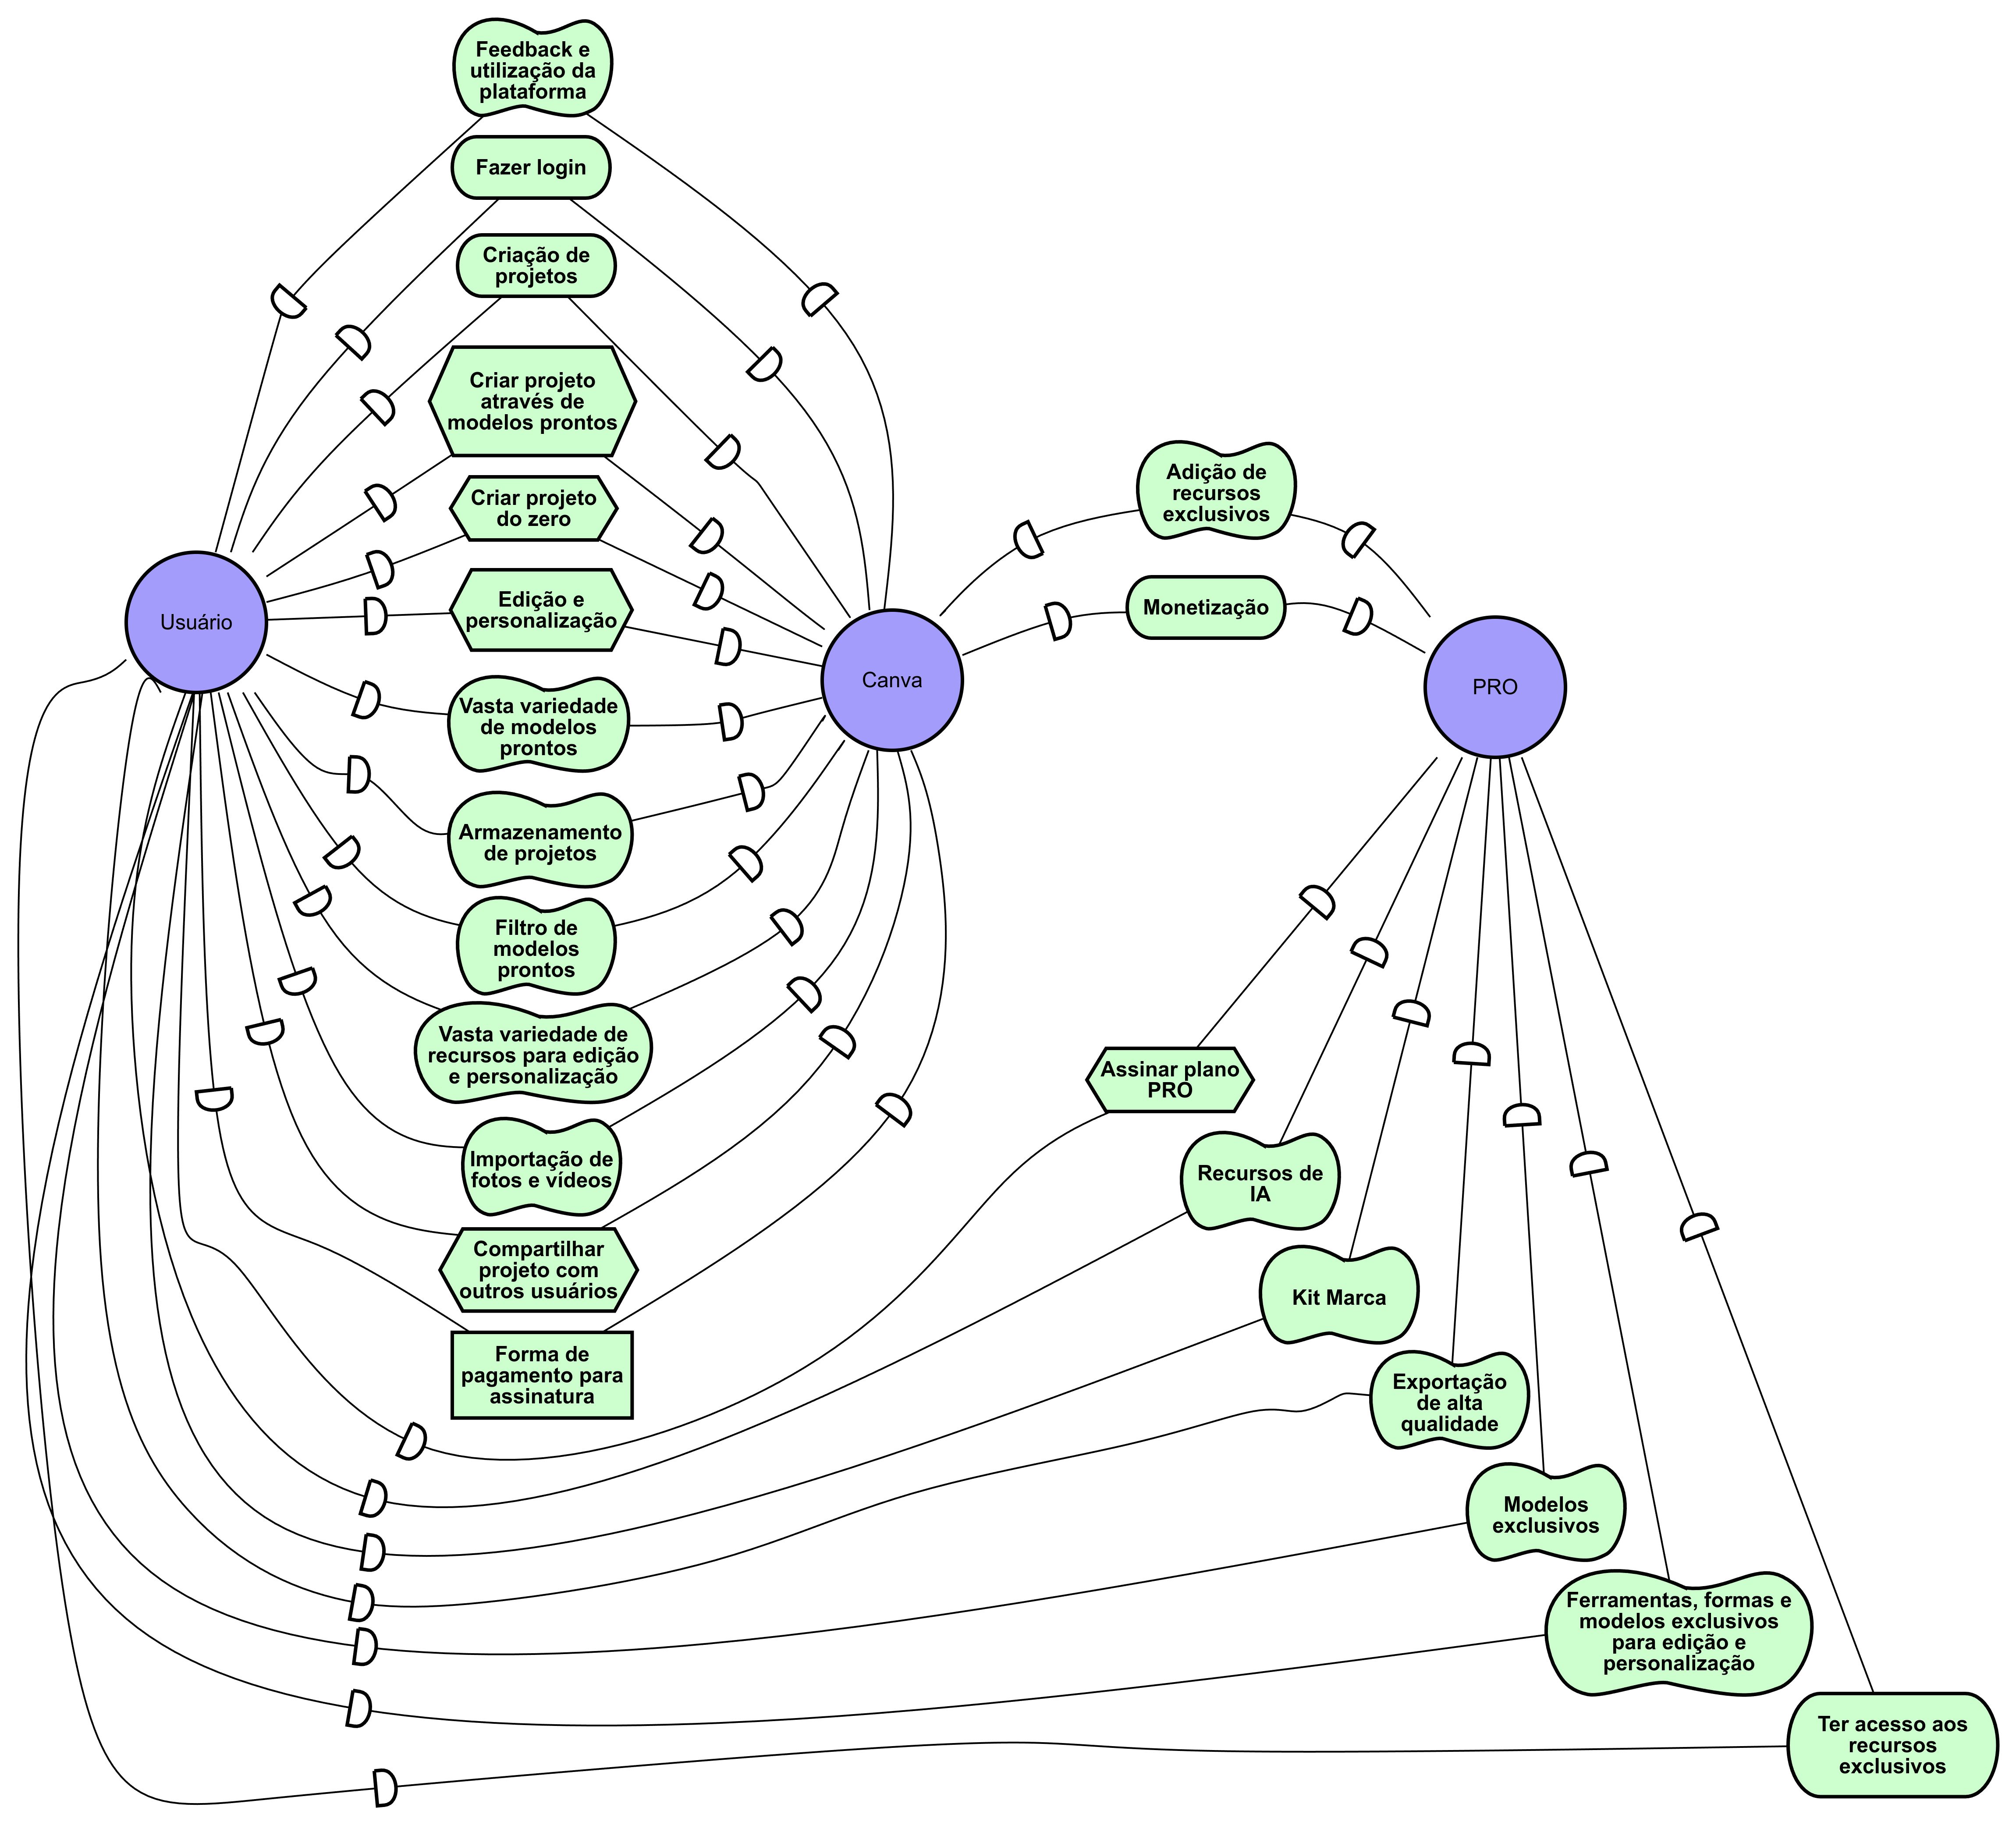 Feedback e
utilização da
plataforma
Fazer login
Criação de
projetos
Criar projeto
através de
modelos prontos
Criar projeto
do zero
Edição e
personalização
Vasta variedade
de modelos
prontos
Armazenamento
de projetos
Filtro de
modelos
prontos
Vasta variedade de
recursos para edição
e personalização
Importação de
fotos e vídeos
Compartilhar
projeto com
outros usuários
Forma de
pagamento para
assinatura
Usuário
Canva
Adição de
recursos
exclusivos
Monetização
PRO
Assinar plano
PRO
Recursos de
IA
Kit Marca
Exportação
de alta
qualidade
Modelos
exclusivos
Ferramentas, formas e
modelos exclusivos
para edição e
personalização
Ter acesso aos
recursos
exclusivos